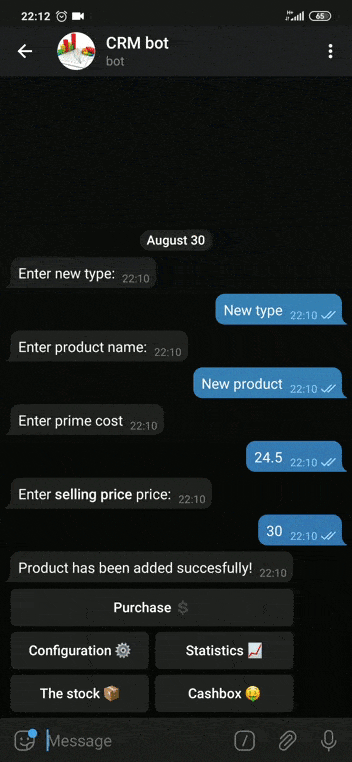 22:12
65
CRM bot
bot
August 30
Enter new type: 22:10
New type 22:10
Enter product name: 22:10
New product 22:10
Enter prime cost 22:10
24.5 22:10
Enter selling price price: 22:10
30 22:10
Product has been added succesfully! 22:10
Purchase $
Configuration
Statistics
The stock
Cashbox
Message